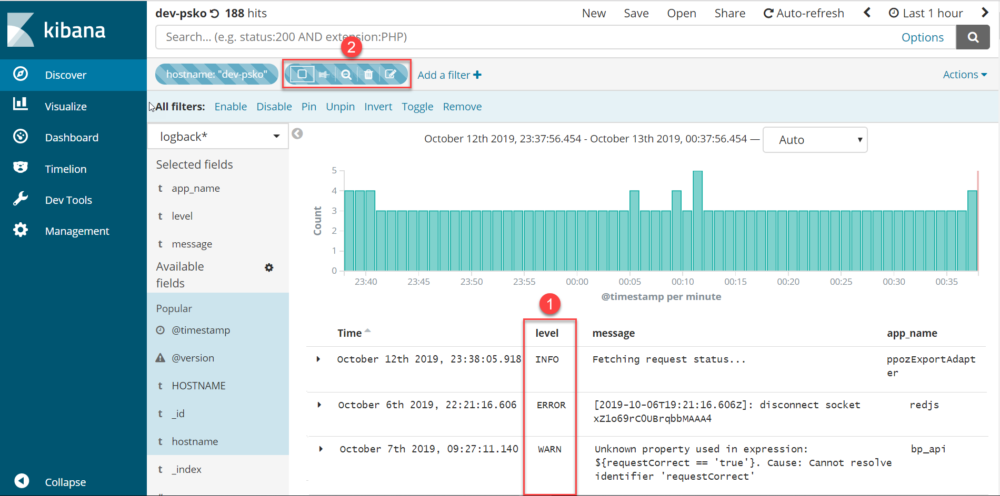 kibana
Discover
Visualize
Dashboard
Timelion
Dev Tools
Management
Collapse
dev-psko 188 hits
New Save Open Share Auto-refresh Last 1 hour
Search... (e.g. status:200 AND extension:PHP)
Options
2
hostname: "dev-psko"
Add a filter
Actions
All filters: Enable Disable Pin Unpin Invert Toggle Remove
logback*
Selected fields
t app_name
t level
t message
Available
fields
Popular
@timestamp
@version
t HOSTNAME
t _id
t hostname
t _index
October 12th 2019, 23:37:56.454 - October 13th 2019, 00:37:56.454 — Auto
5
4
3
2
1
0
Count
23:40 23:45 23:50 23:55 00:00 00:05 00:10 00:15 00:20 00:25 00:30 00:35
@timestamp per minute
1
Time level message app_name
October 12th 2019, 23:38:05.918 INFO Fetching request status... ppozExportAdapt
er
October 6th 2019, 22:21:16.606 ERROR [2019-10-06T19:21:16.606Z]: disconnect socket redjs
xZ1o69rC0UBrqbbMAAA4
October 7th 2019, 09:27:11.140 WARN Unknown property used in expression: bp_api
${requestCorrect == 'true'}. Cause: Cannot resolve
identifier 'requestCorrect'